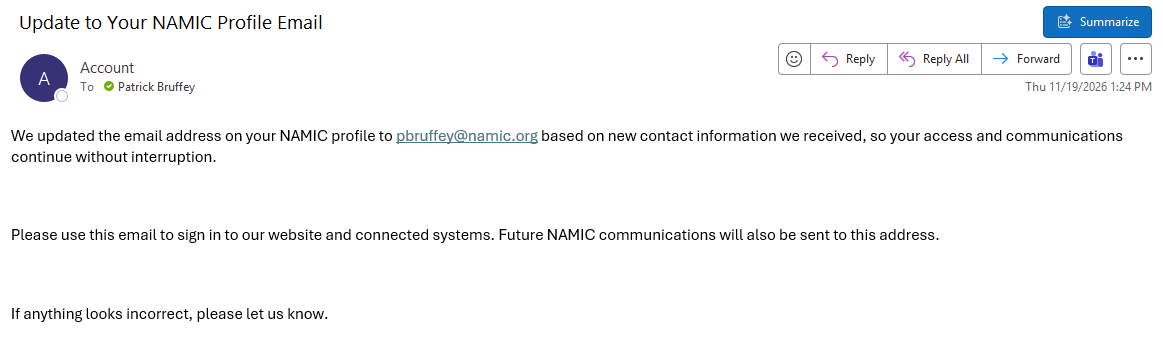 Update to Your NAMIC Profile Email
Summarize
A
Account
To Patrick Bruffey
Reply
Reply All
Forward
Thu 11/19/2026 1:24 PM
We updated the email address on your NAMIC profile to pbruffey@namic.org based on new contact information we received, so your access and communications
continue without interruption.
Please use this email to sign in to our website and connected systems. Future NAMIC communications will also be sent to this address.
If anything looks incorrect, please let us know.